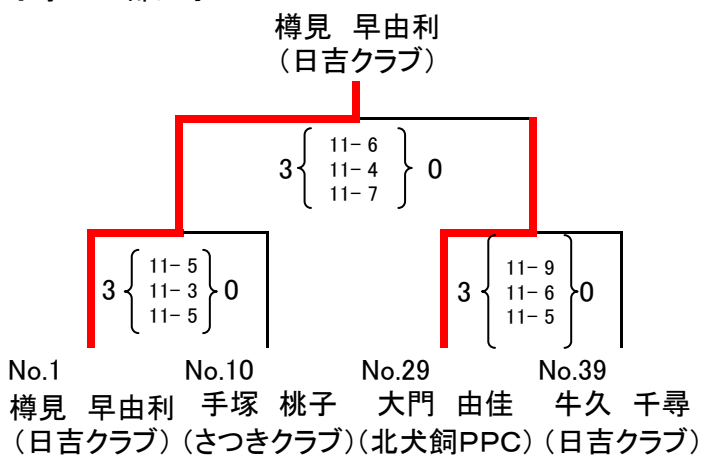 樽見 早由利
(日吉クラブ)
3 11-6 0
11-4
11-7
3 11-5 0
11-3
11-5
3 11-9 0
11-6
11-5
No.1 No.10 No.29 No.39
樽見 早由利 手塚 桃子 大門 由佳 牛久 千尋
(日吉クラブ) (さつきクラブ) (北犬飼PPC) (日吉クラブ)